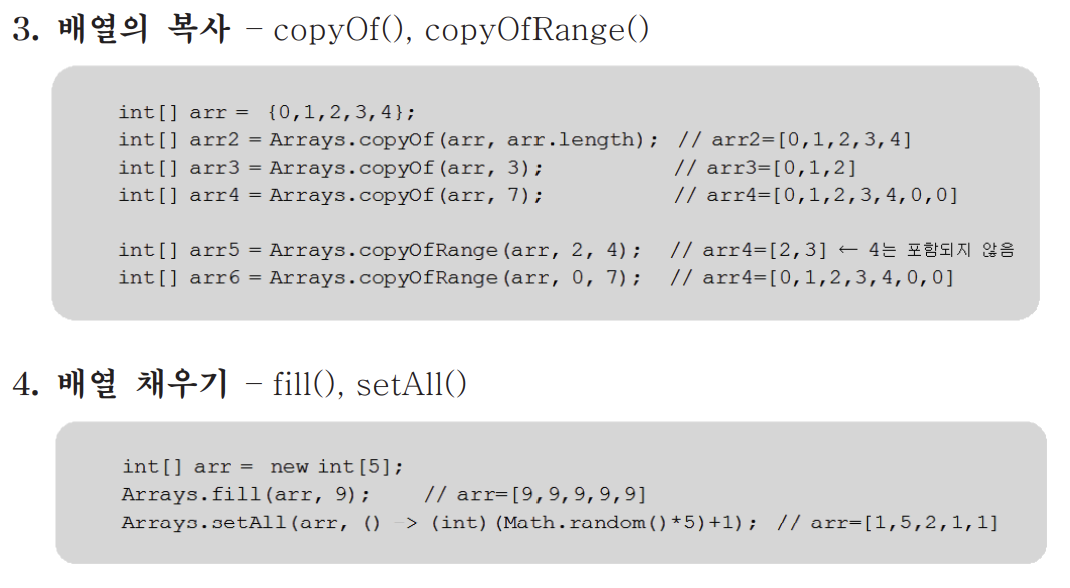 3. 배열의 복사 - copyOf(), copyOfRange()
int[] arr = {0,1,2,3,4};
int[] arr2 = Arrays.copyOf(arr, arr.length); // arr2=[0,1,2,3,4]
int[] arr3 = Arrays.copyOf(arr, 3); // arr3=[0,1,2]
int[] arr4 = Arrays.copyOf(arr, 7); // arr4=[0,1,2,3,4,0,0]
int[] arr5 = Arrays.copyOfRange(arr, 2, 4); // arr4=[2,3] ← 4는 포함되지 않음
int[] arr6 = Arrays.copyOfRange(arr, 0, 7); // arr4=[0,1,2,3,4,0,0]
4. 배열 채우기 - fill(), setAll()
int[] arr = new int[5];
Arrays.fill(arr, 9); // arr=[9,9,9,9,9]
Arrays.setAll(arr, () -> (int)(Math.random()*5)+1); // arr=[1,5,2,1,1]